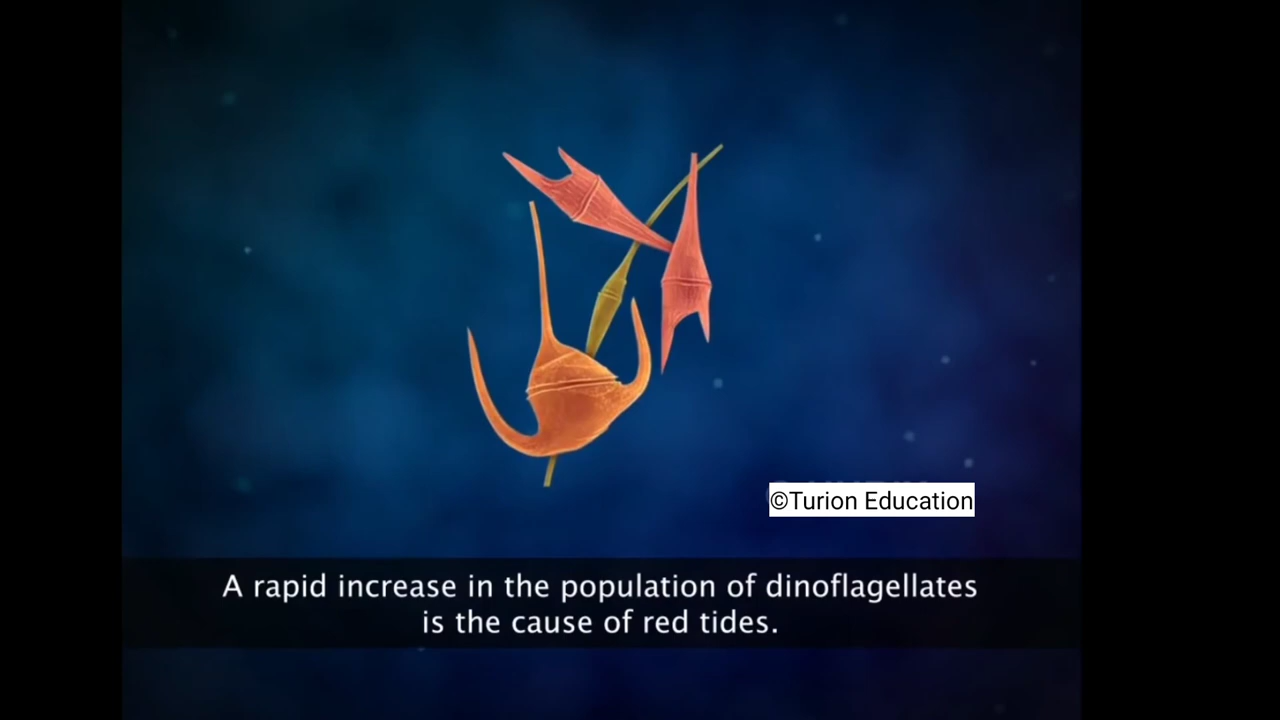 ©Turion Education
A rapid increase in the population of dinoflagellates
is the cause of red tides.